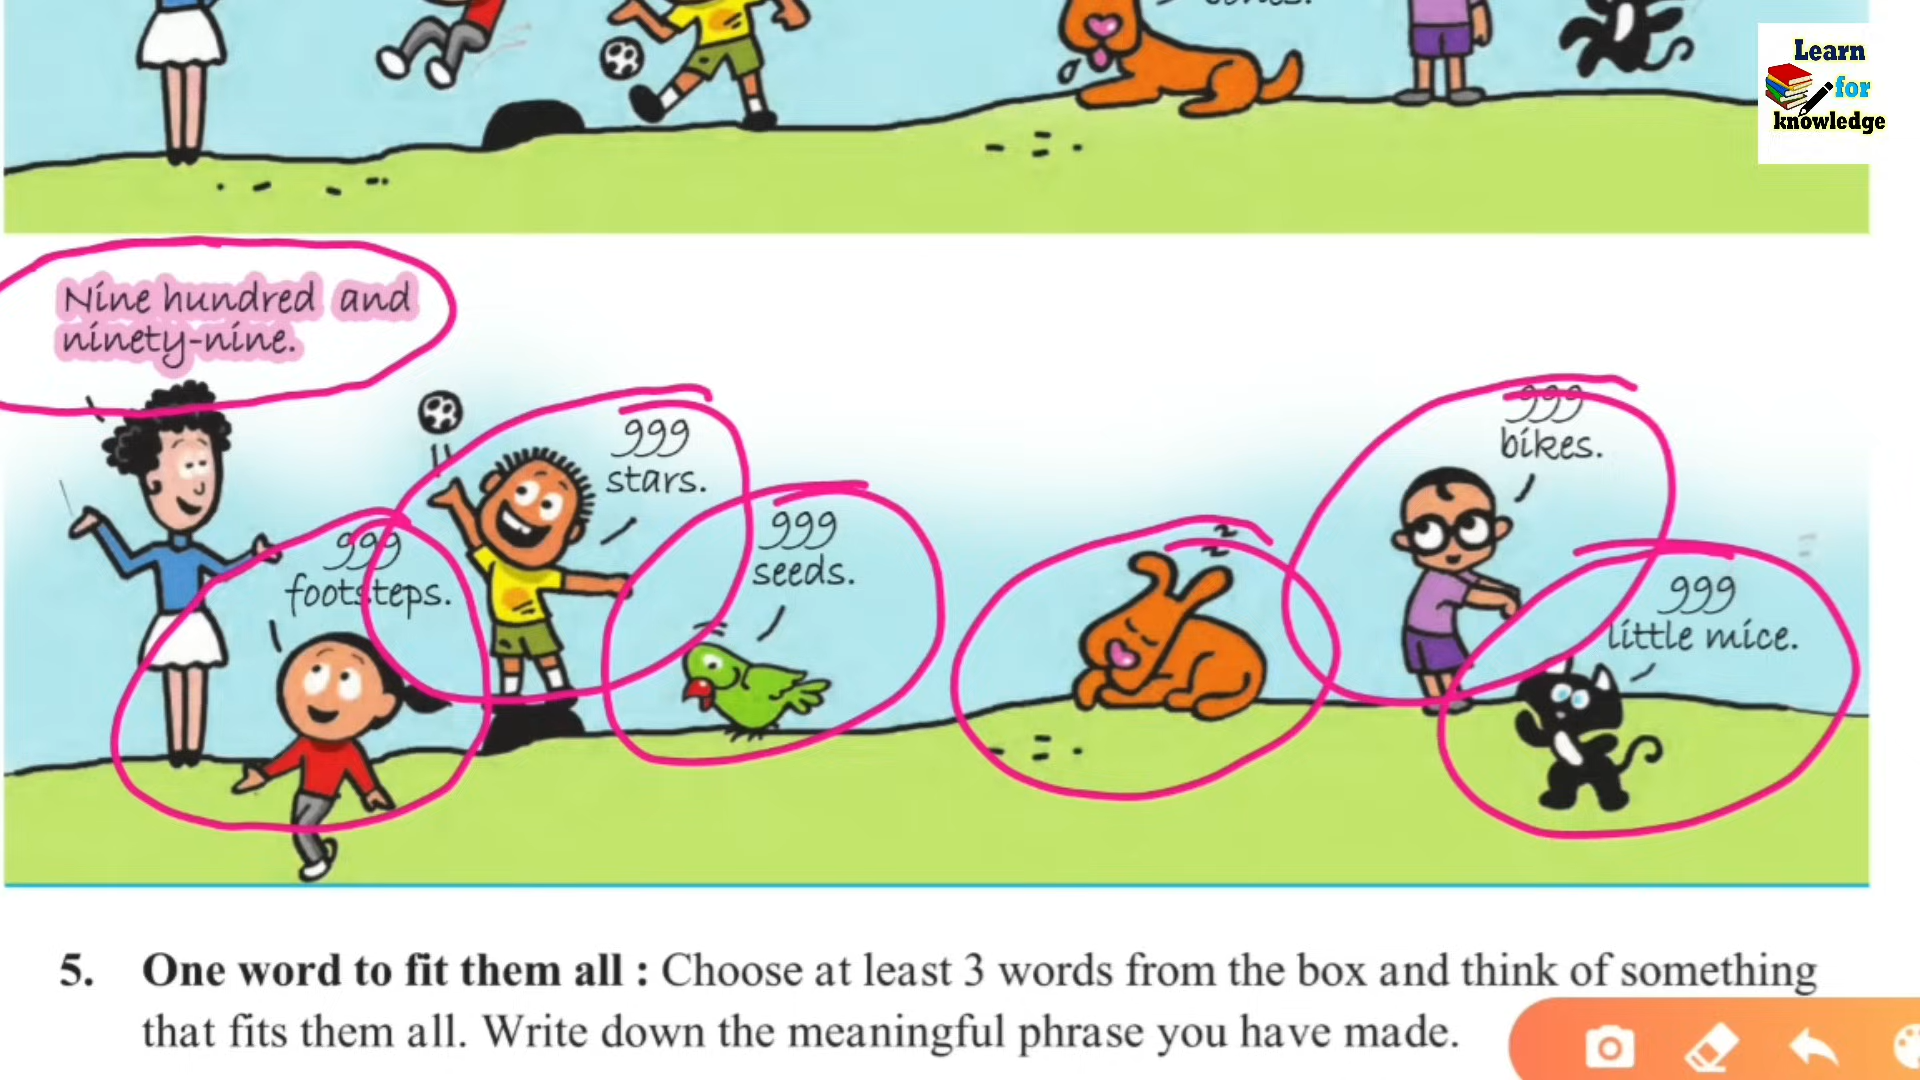 Learn
for
knowledge
Nine hundred and
ninety-nine.
999
stars.
999
bikes.
999
seeds.
999
footsteps.
999
little mice.
5. One word to fit them all : Choose at least 3 words from the box and think of something
that fits them all. Write down the meaningful phrase you have made.